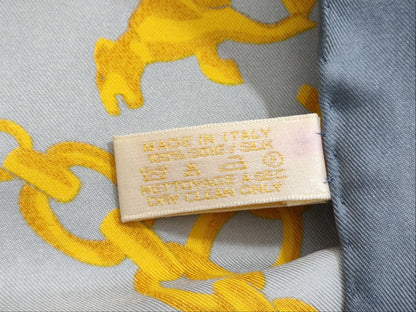 MADE IN ITALY
100% SOIE / SILK
NETTOYAGE A SEC
DRY CLEAN ONLY